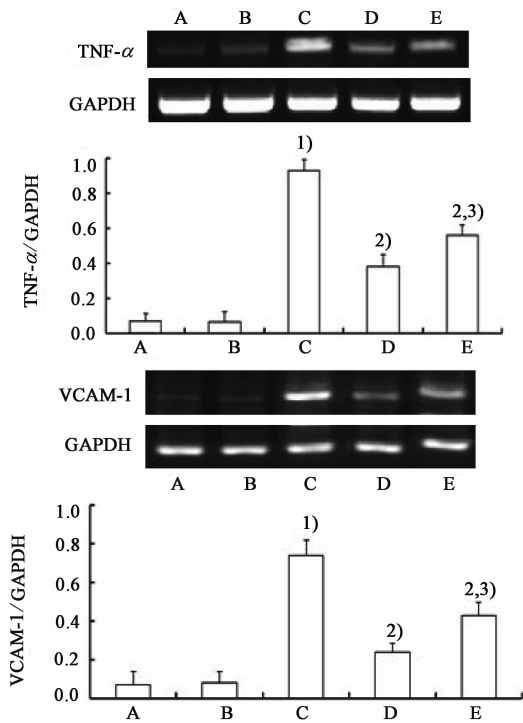 A B C D E
TNF-α
GAPDH
TNF-α/GAPDH
1.0
0.8
0.6
0.4
0.2
0.0
1)
2)
2,3)
A B C D E
VCAM-1
GAPDH
A B C D E
VCAM-1/GAPDH
1.0
0.8
0.6
0.4
0.2
0.0
1)
2)
2,3)
A B C D E